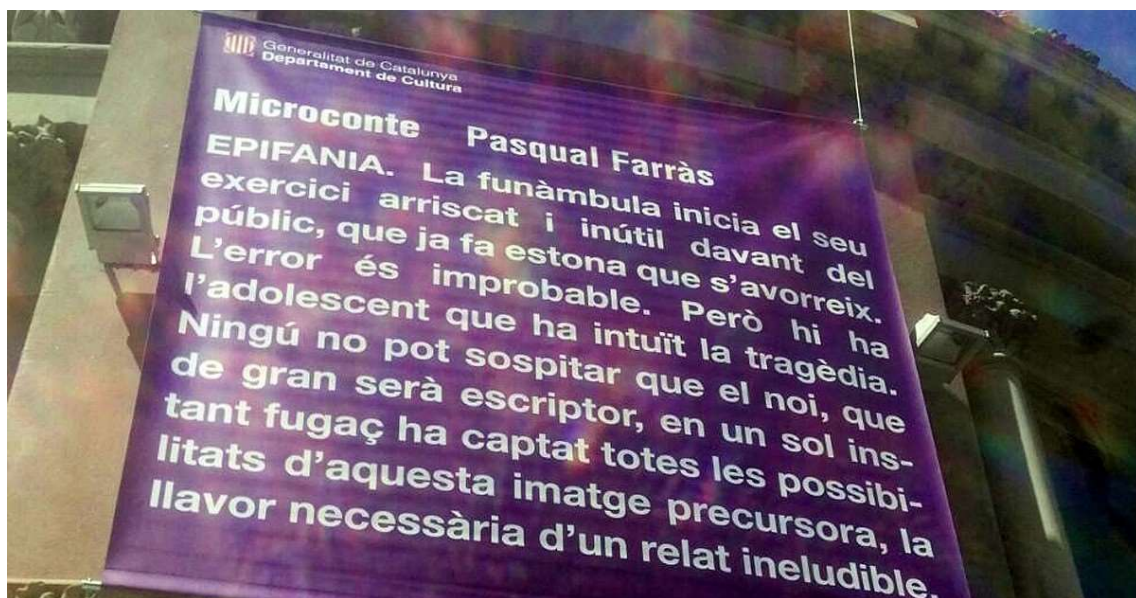 Generalitat de Catalunya
Departament de Cultura
Microconte Pasqual Farràs
EPIFANIA. La funàmbula inicia el seu
exercici arriscat i inútil davant del
públic, que ja fa estona que s'avorreix.
L'error és improbable. Però hi ha
l'adolescent que ha intuït la tragèdia.
Ningú no pot sospitar que el noi, que
de gran serà escriptor, en un sol ins-
tant fugaç ha captat totes les possibi-
litats d'aquesta imatge precursora, la
llavor necessària d'un relat ineludible.